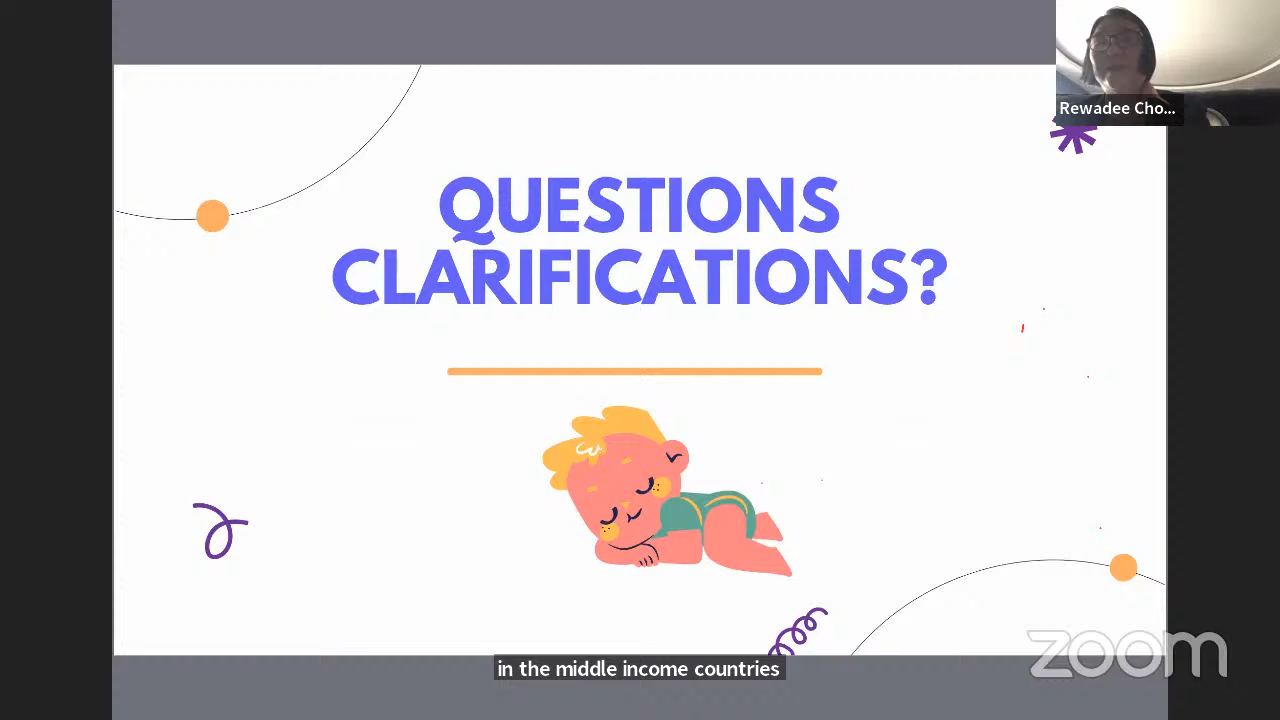 Rewadee Cho...
QUESTIONS
CLARIFICATIONS?
in the middle income countries
zoom